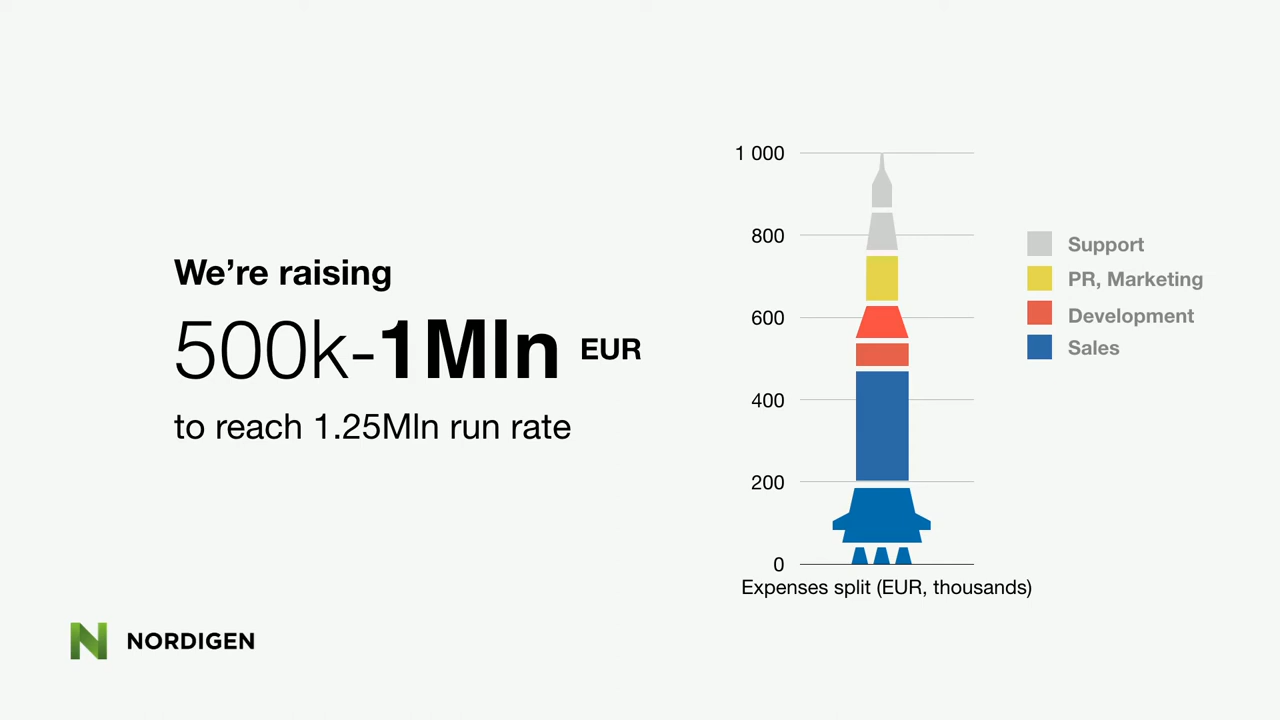 We're raising
500k-1Mln EUR
to reach 1.25Mln run rate
1 000
800
600
400
200
0
Expenses split (EUR, thousands)
Support
PR, Marketing
Development
Sales
NORDIGEN